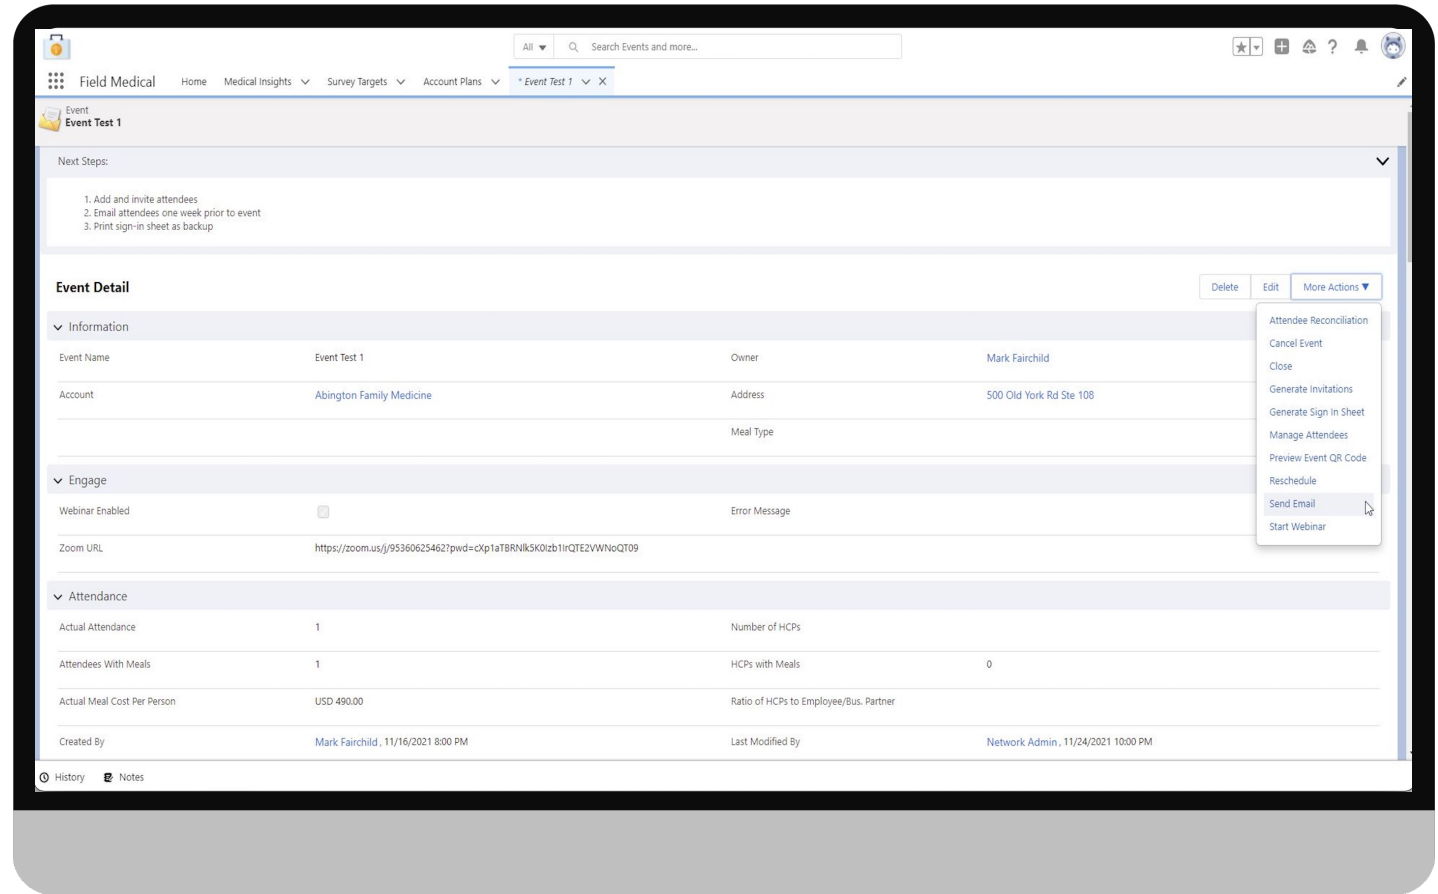 All
Search Events and more...
Field Medical
Home
Medical Insights
Survey Targets
Account Plans
* Event Test 1
Event
Event Test 1
Next Steps:
1. Add and invite attendees
2. Email attendees one week prior to event
3. Print sign-in sheet as backup
Event Detail
Delete
Edit
More Actions
Attendee Reconciliation
Cancel Event
Close
Generate Invitations
Generate Sign In Sheet
Manage Attendees
Preview Event QR Code
Reschedule
Send Email
Start Webinar
Information
Event Name Event Test 1 Owner Mark Fairchild
Account Abington Family Medicine Address 500 Old York Rd Ste 108
Meal Type
Engage
Webinar Enabled Error Message
Zoom URL
Attendance
Actual Attendance 1 Number of HCPs
Attendees With Meals 1 HCPs with Meals 0
Actual Meal Cost Per Person USD 490.00 Ratio of HCPs to Employee/Bus. Partner
Created By Mark Fairchild, 11/16/2021 8:00 PM Last Modified By Network Admin, 11/24/2021 10:00 PM
History
Notes